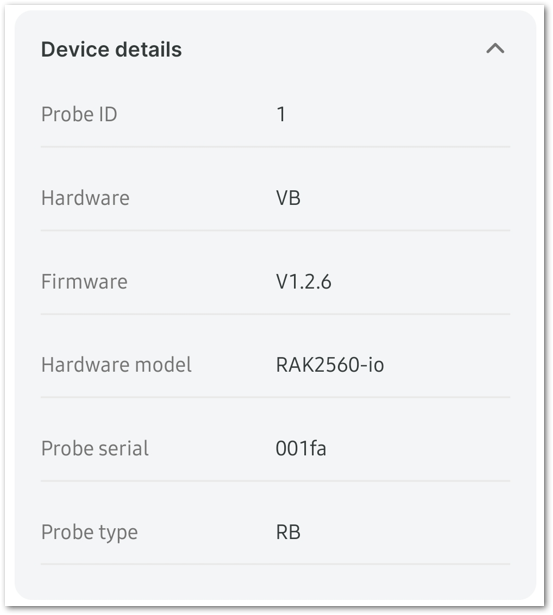 Device details
Probe ID 1
Hardware VB
Firmware V1.2.6
Hardware model RAK2560-io
Probe serial 001fa
Probe type RB